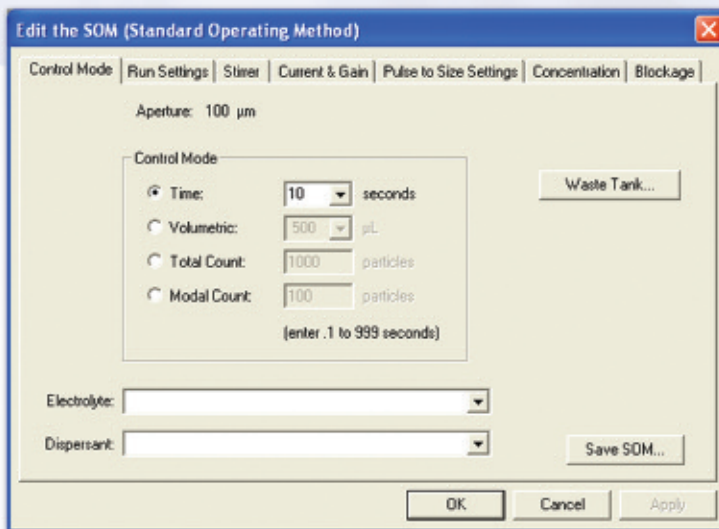 Edit the SOM (Standard Operating Method)
Control Mode Run Settings Stirrer Current & Gain Pulse to Size Settings Concentration Blockage
Aperture: 100 µm
Control Mode
Time: 10 seconds
Waste Tank...
Volumetric: 500 µL
Total Count: 1000 particles
Modal Count: 100 particles
(enter .1 to 999 seconds)
Electrolyte:
Dispersant:
Save SOM...
OK Cancel Apply